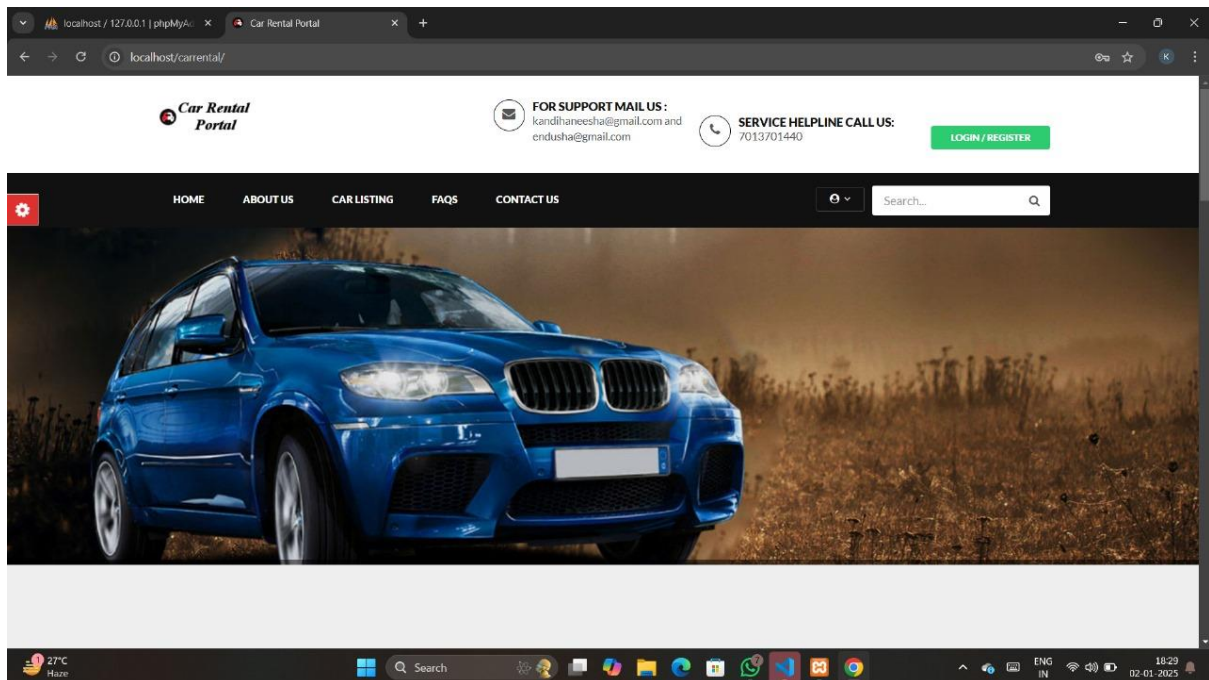 localhost / 127.0.0.1 | phpMyAd
Car Rental Portal
localhost/carrental/
K
Car Rental
Portal
FOR SUPPORT MAIL US :
kandihaneesha@gmail.com and
endusha@gmail.com
SERVICE HELPLINE CALL US:
7013701440
LOGIN / REGISTER
HOME
ABOUT US
CAR LISTING
FAQS
CONTACT US
Search...
1
27°C
Haze
Search
ENG
IN
18:29
02-01-2025